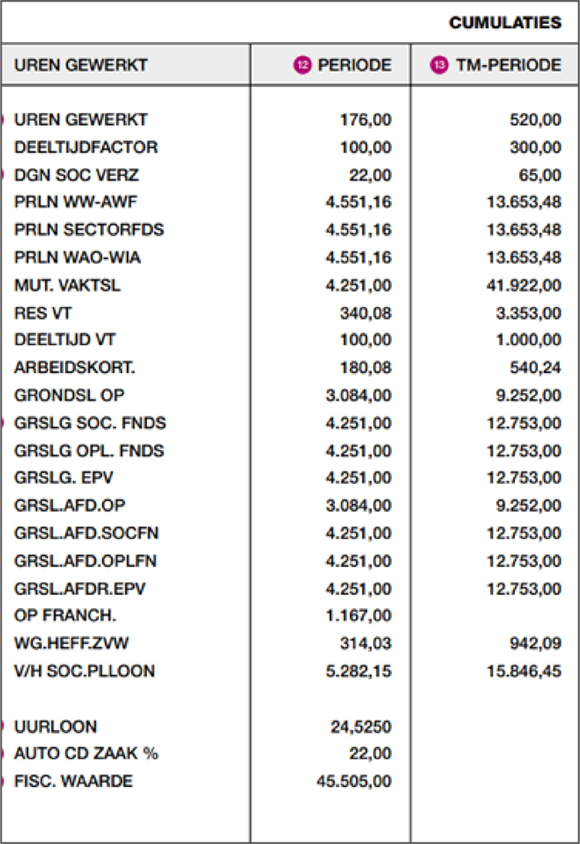 CUMULATIES
UREN GEWERKT 12 PERIODE 13 TM-PERIODE
UREN GEWERKT 176,00 520,00
DEELTIJDFACTOR 100,00 300,00
DGN SOC VERZ 22,00 65,00
PRLN WW-AWF 4.551,16 13.653,48
PRLN SECTORFDS 4.551,16 13.653,48
PRLN WAO-WIA 4.551,16 13.653,48
MUT. VAKTSL 4.251,00 41.922,00
RES VT 340,08 3.353,00
DEELTIJD VT 100,00 1.000,00
ARBEIDSKORT. 180,08 540,24
GRONDSL OP 3.084,00 9.252,00
GRSLG SOC. FNDS 4.251,00 12.753,00
GRSLG OPL. FNDS 4.251,00 12.753,00
GRSLG. EPV 4.251,00 12.753,00
GRSL.AFD.OP 3.084,00 9.252,00
GRSL.AFD.SOCFN 4.251,00 12.753,00
GRSL.AFD.OPLFN 4.251,00 12.753,00
GRSL.AFDR.EPV 4.251,00 12.753,00
OP FRANCH. 1.167,00
WG.HEFF.ZVW 314,03 942,09
V/H SOC.PLLOON 5.282,15 15.846,45
UURLOON 24,5250
AUTO CD ZAAK % 22,00
FISC. WAARDE 45.505,00